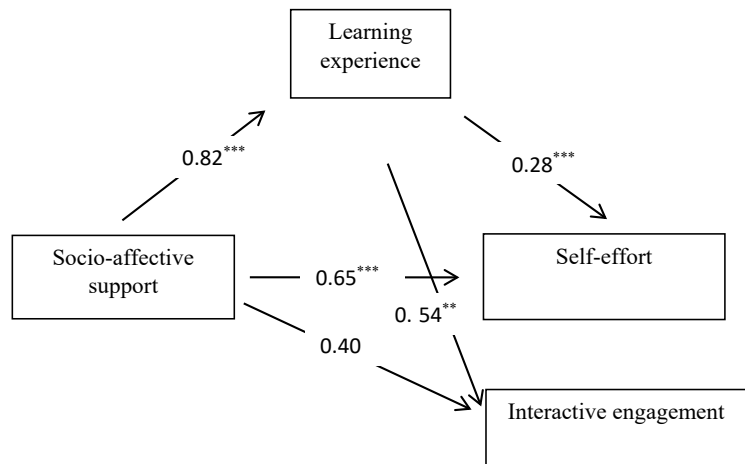 Learning
experience
0.82***
0.28***
Socio-affective
support
0.65***
Self-effort
0. 54**
0.40
Interactive engagement